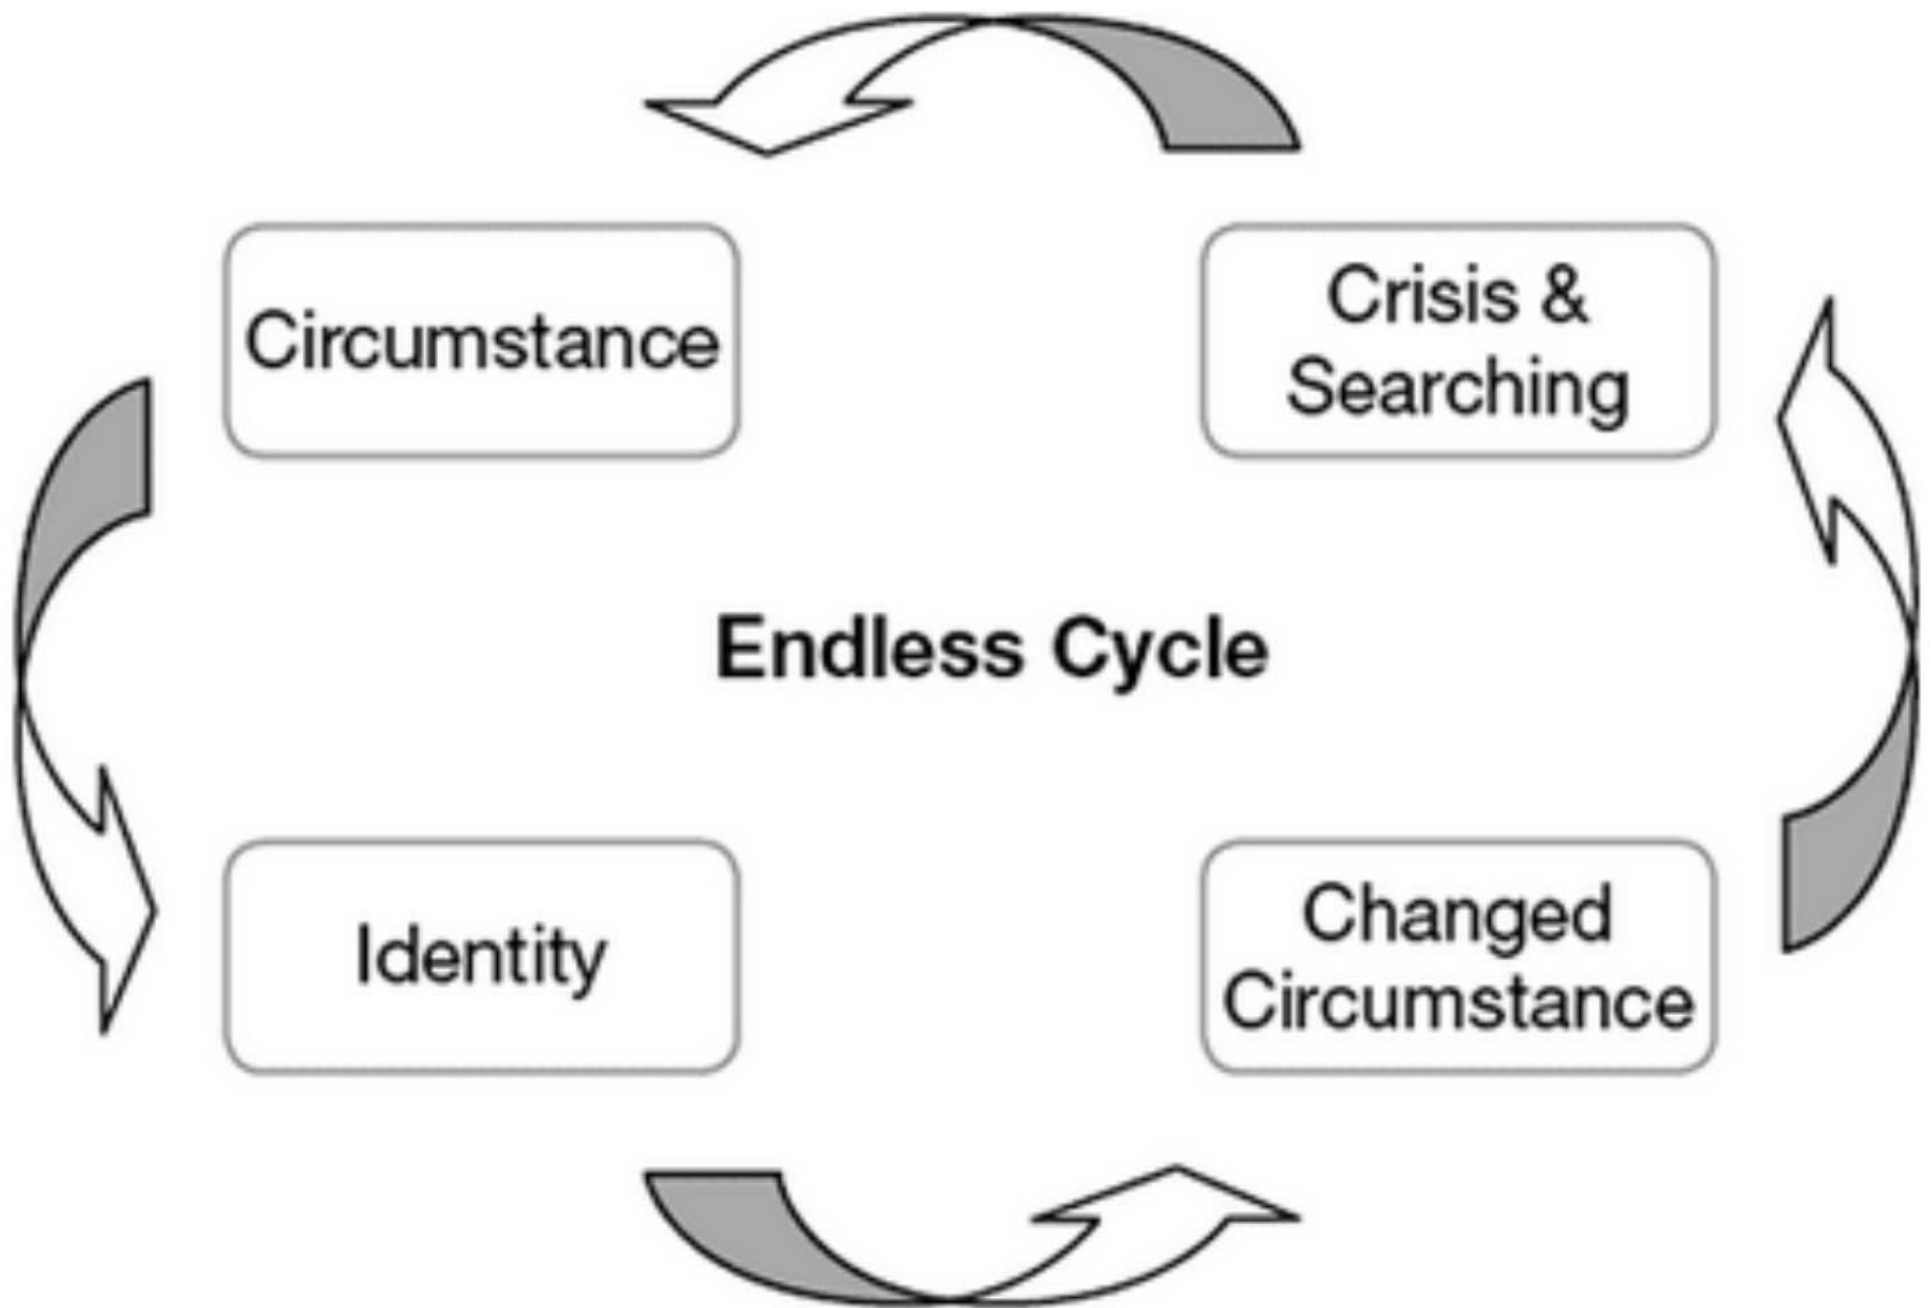 Circumstance
Crisis &
Searching
Endless Cycle
Identity
Changed
Circumstance